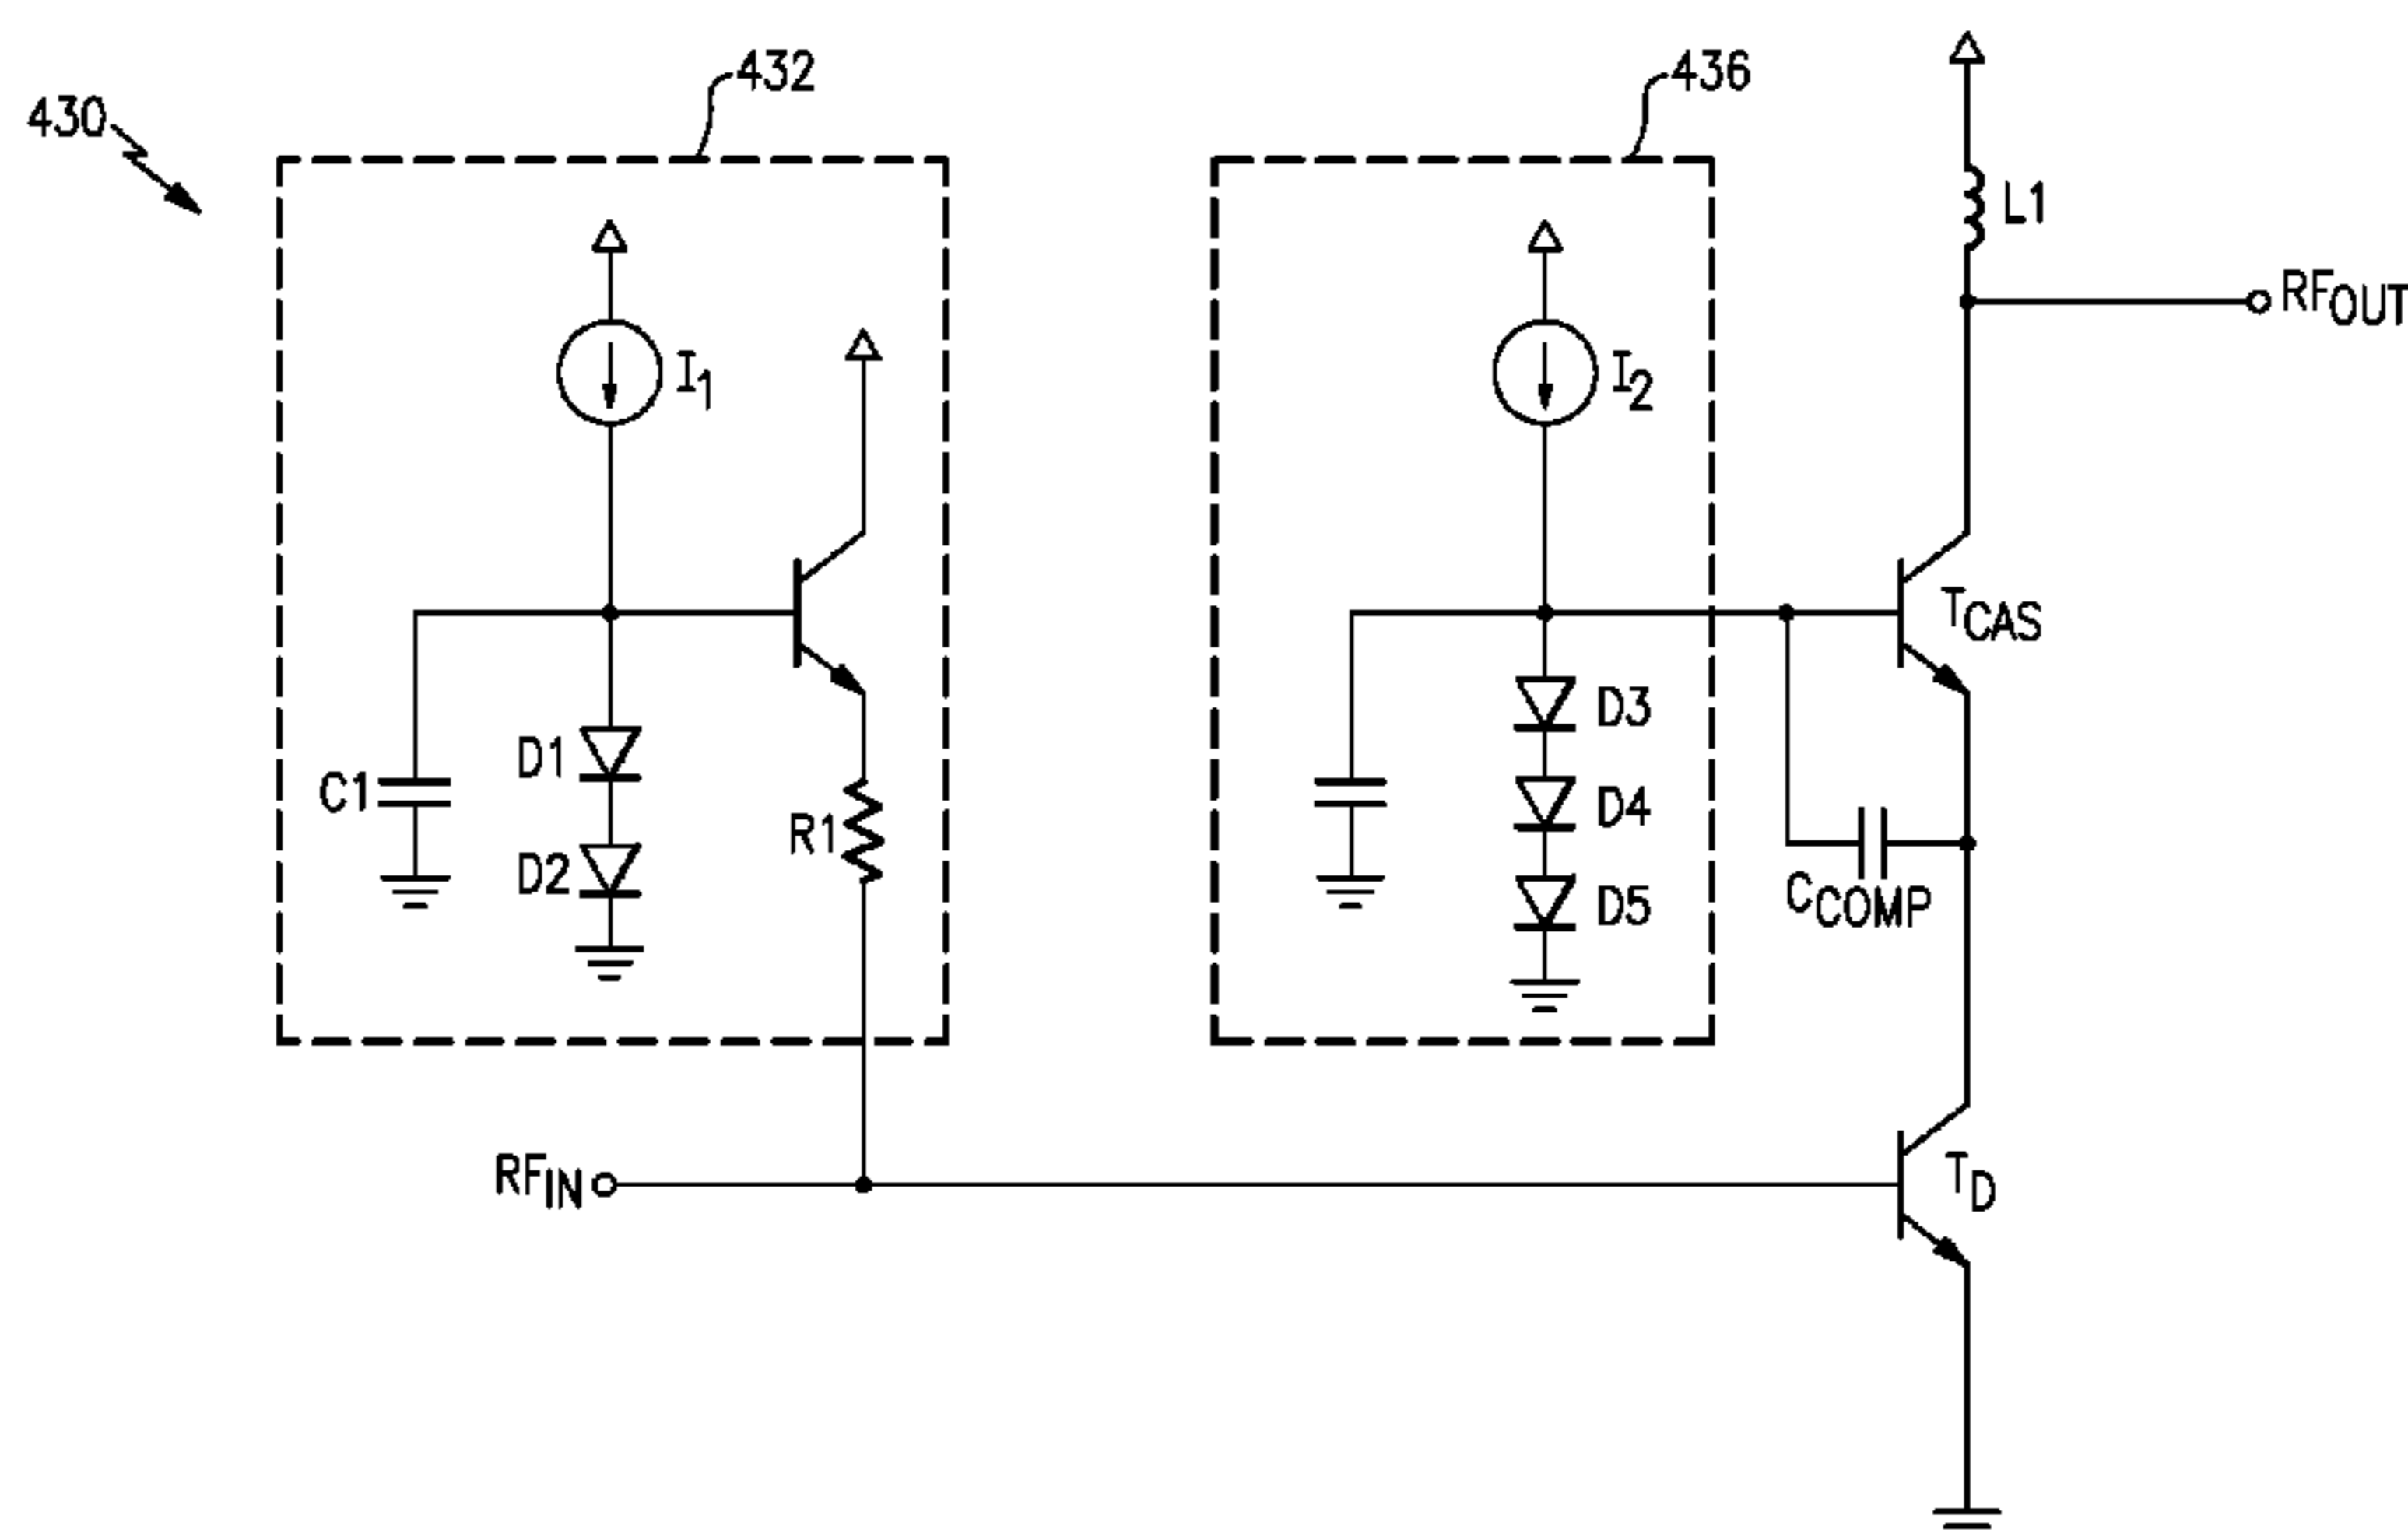 430
432
436
L1
RFOUT
I1
I2
TCAS
D1
C1
R1
D2
D3
D4
D5
CCOMP
RFIN
TD